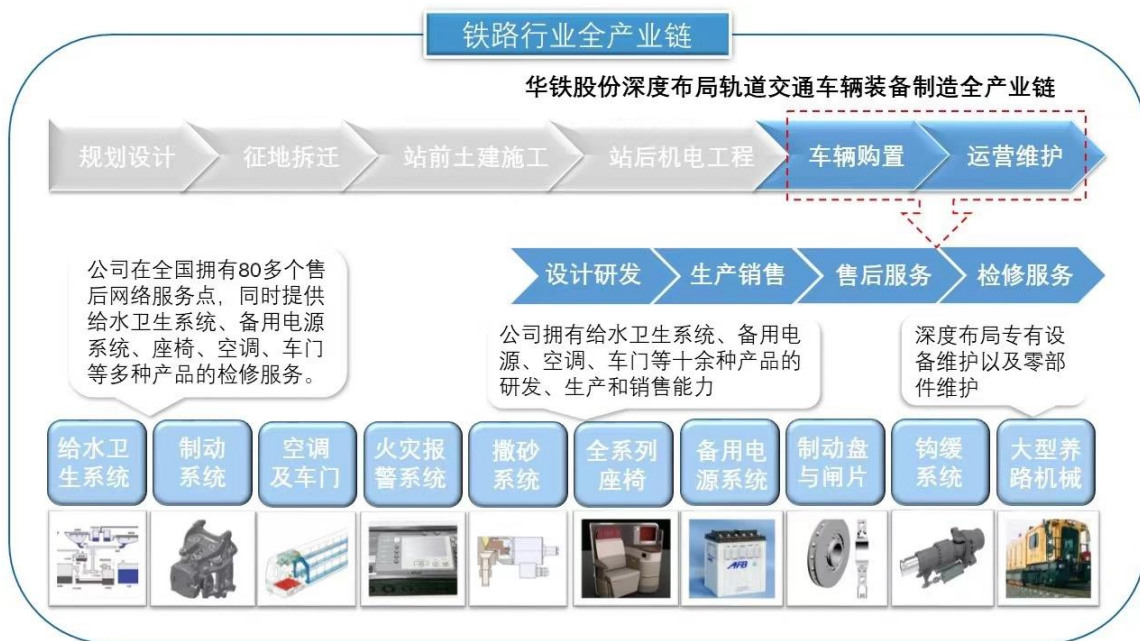 铁路行业全产业链
华铁股份深度布局轨道交通车辆装备制造全产业链
规划设计
征地拆迁
站前土建施工
站后机电工程
车辆购置
运营维护
设计研发
生产销售
售后服务
检修服务
公司在全国拥有80多个售
后网络服务点，同时提供
给水卫生系统、备用电源
系统、座椅、空调、车门
等多种产品的检修服务。
公司拥有给水卫生系统、备用电
源、空调、车门等十余种产品的
研发、生产和销售能力
深度布局专有设
备维护以及零部
件维护
给水卫
生系统
制动
系统
空调
及车门
火灾报
警系统
撒砂
系统
全系列
座椅
备用电
源系统
制动盘
与闸片
钩缓
系统
大型养
路机械
AFB